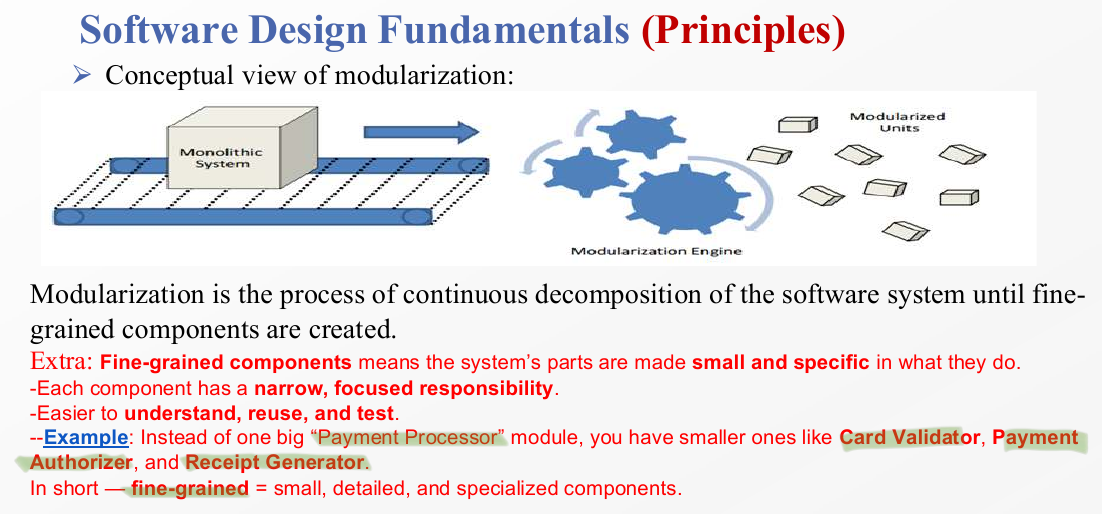 Software Design Fundamentals (Principles)
➢ Conceptual view of modularization:
Monolithic
System
Modularization Engine
Modularized
Units
Modularization is the process of continuous decomposition of the software system until fine-
grained components are created.
Extra: Fine-grained components means the system’s parts are made small and specific in what they do.
-Each component has a narrow, focused responsibility.
-Easier to understand, reuse, and test.
--Example: Instead of one big “Payment Processor” module, you have smaller ones like Card Validator, Payment
Authorizer, and Receipt Generator.
In short — fine-grained = small, detailed, and specialized components.